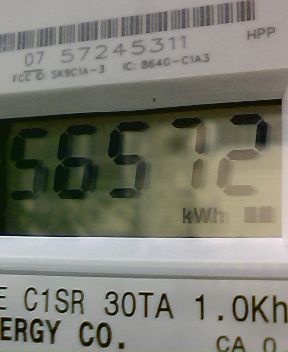 HPP
07 57245311
FCC ID: SK9C1A-3 IC: 864G-C1A3
56572
kWh
E C1SR 30TA 1.0Kh
ERGY CO. CA 0.